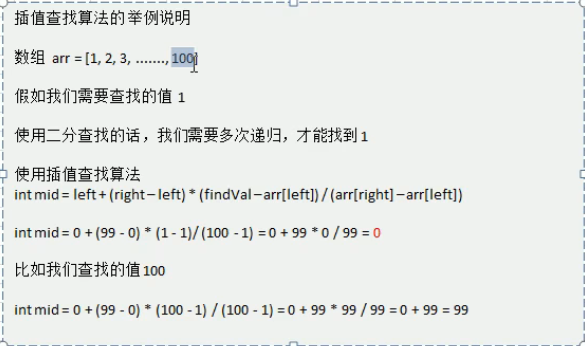 插值查找算法的举例说明
数组 arr = [1, 2, 3, ......., 100]
假如我们需要查找的值 1
使用二分查找的话，我们需要多次递归，才能找到 1
使用插值查找算法
int mid = left + (right – left) * (findVal – arr[left]) / (arr[right] – arr[left])
int mid = 0 + (99 - 0) * (1 - 1)/ (100 - 1) = 0 + 99 * 0 / 99 = 0
比如我们查找的值 100
int mid = 0 + (99 - 0) * (100 - 1) / (100 - 1) = 0 + 99 * 99 / 99 = 0 + 99 = 99